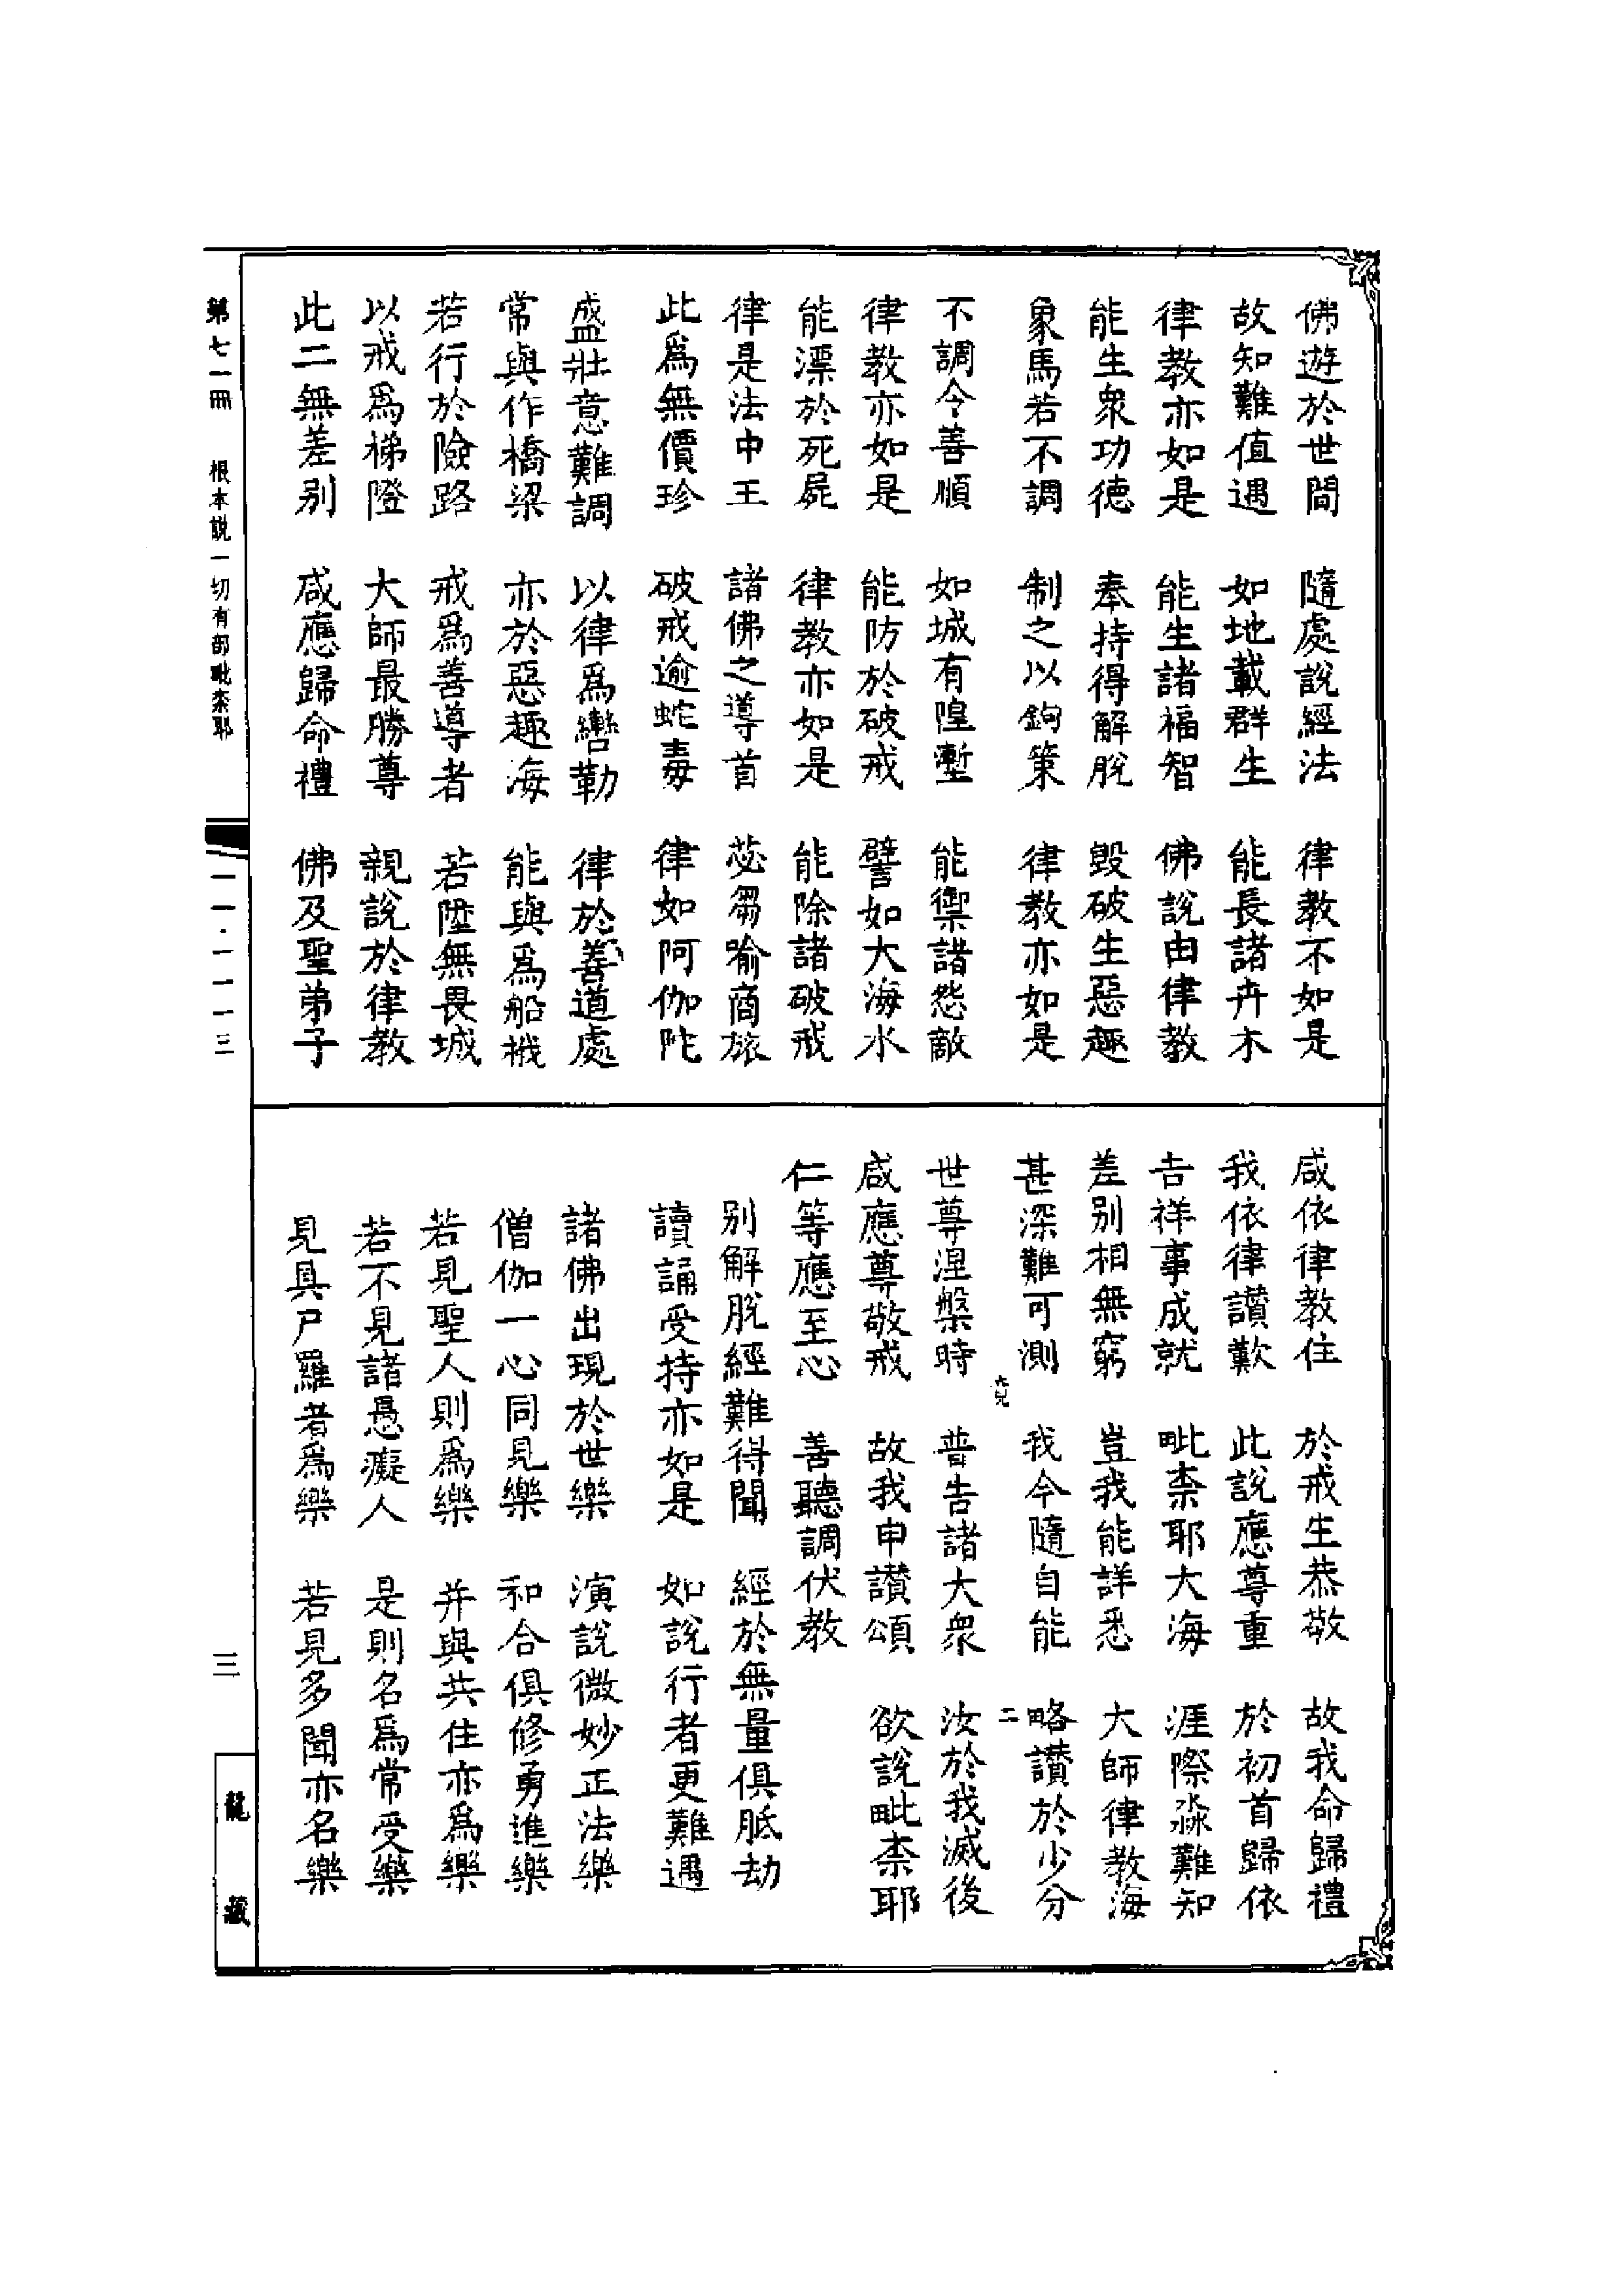 佛遊於世間　隨處說經法　律教不如是
故知難值遇　如地載群生　能長諸卉木
律教亦如是　能生諸福智　佛說由律教
能生衆功德　奉持得解脫　毀破生惡趣
象馬若不調　制之以鉤策　律教亦如是
不調令善順　如城有隍塹　能禦諸怨敵
律教亦如是　能防於破戒　譬如大海水
能漂於死屍　律教亦如是　能除諸破戒
律是法中王　諸佛之導首　苾芻喻商旅
此爲無價珍　破戒逾蛇毒　律如阿伽陀
盛壯意難調　以律爲轡勒　律於善道處
常與作橋梁　亦於惡趣海　能與爲船栰
若行於險路　戒爲善導者　若陞無畏城
以戒爲梯隥　大師最勝尊　親說於律教
此二無差别　咸應歸命禮　佛及聖弟子
咸依律教住　於戒生恭敬　故我命歸禮
我依律讃歎　此說應尊重　於初首歸依
吉祥事成就　毗柰耶大海　涯際淼難知
差别相無窮　豈我能詳悉　大師律教海
甚深難可測　我今隨自能　略讃於少分
竟　二
世尊涅槃時　普告諸大衆　汝於我滅後
咸應尊敬戒　故我申讃頌　欲說毗柰耶
仁等應至心　善聽調伏教
别解脫經難得聞　經於無量俱胝劫
讀誦受持亦如是　如說行者更難遇
諸佛出現於世樂　演說微妙正法樂
僧伽一心同見樂　和合俱修勇進樂
若見聖人則爲樂　并與共住亦爲樂
若不見諸愚癡人　是則名爲常受樂
見具尸羅者爲樂　若見多聞亦名樂
第七一冊　根本説一切有部毗柰耶　一一·一一一三
三
龍藏